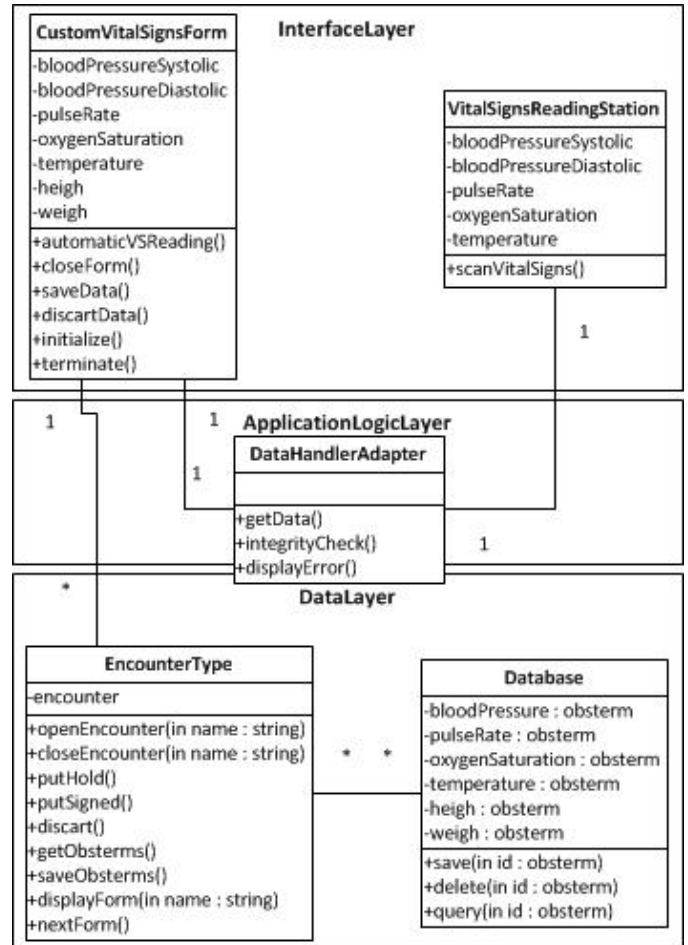 InterfaceLayer
CustomVitalSignsForm
-bloodPressureSystolic
-bloodPressureDiastolic
-pulseRate
-oxygenSaturation
-temperature
-heigh
-weigh
+automaticVSReading()
+closeForm()
+saveData()
+discartData()
+initialize()
+terminate()
VitalSignsReadingStation
-bloodPressureSystolic
-bloodPressureDiastolic
-pulseRate
-oxygenSaturation
-temperature
+scanVitalSigns()
1
1
1
ApplicationLogicLayer
DataHandlerAdapter
+getData()
+integrityCheck()
+displayError()
1
1
*
DataLayer
EncounterType
-encounter
+openEncounter(in name : string)
+closeEncounter(in name : string)
+putHold()
+putSigned()
+discart()
+getObsterms()
+saveObsterms()
+displayForm(in name : string)
+nextForm()
* *
Database
-bloodPressure : obsterm
-pulseRate : obsterm
-oxygenSaturation : obsterm
-temperature : obsterm
-heigh : obsterm
-weigh : obsterm
+save(in id : obsterm)
+delete(in id : obsterm)
+query(in id : obsterm)